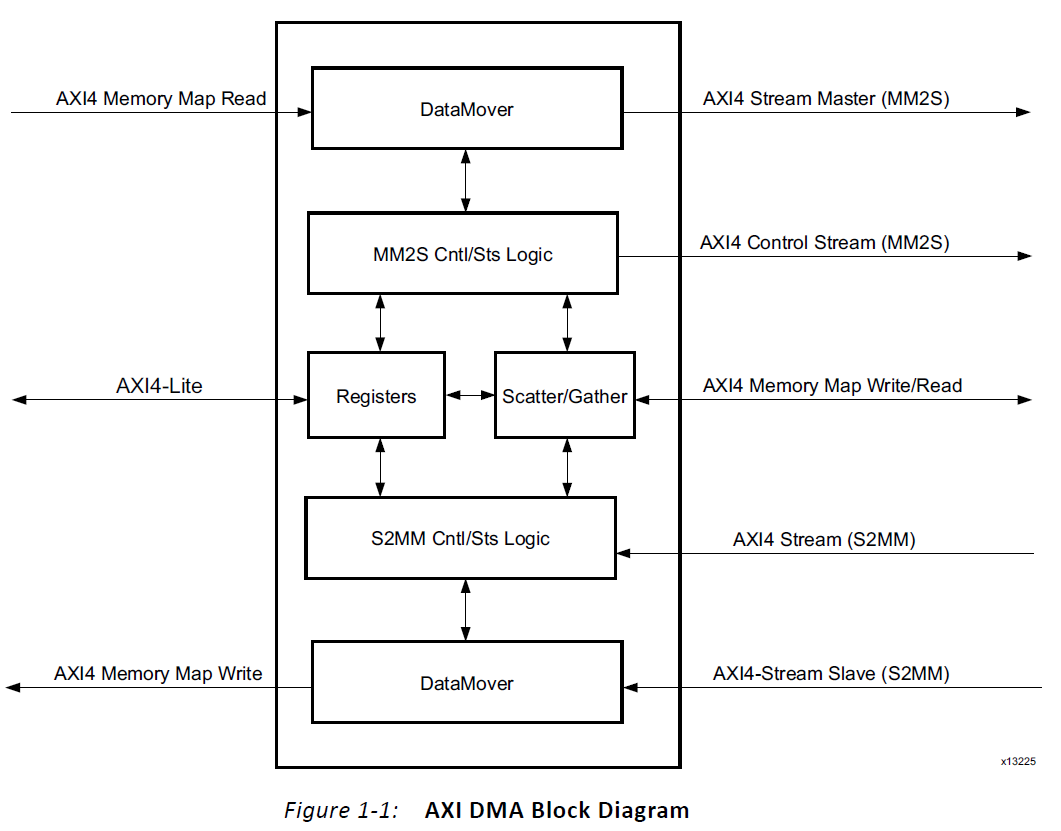 AXI4 Memory Map Read
DataMover
AXI4 Stream Master (MM2S)
MM2S Cntl/Sts Logic
AXI4 Control Stream (MM2S)
AXI4-Lite
Registers
Scatter/Gather
AXI4 Memory Map Write/Read
S2MM Cntl/Sts Logic
AXI4 Stream (S2MM)
AXI4 Memory Map Write
DataMover
AXI4-Stream Slave (S2MM)
x13225
Figure 1-1: AXI DMA Block Diagram